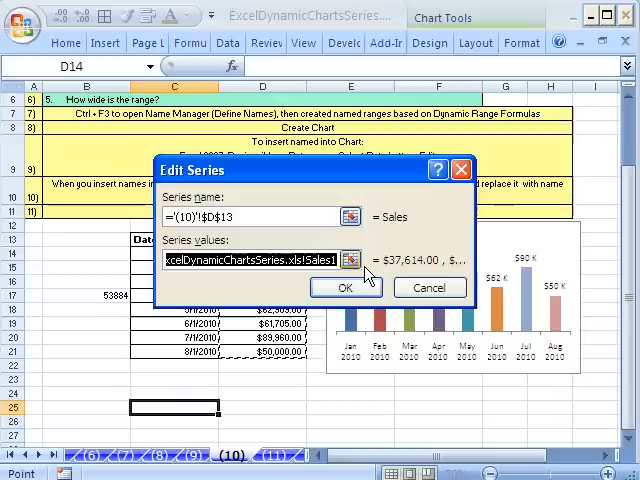 ExcelDynamicChartsSeries....
Chart Tools
Home Insert Page L Formu Data Review View Develc Add-Ir Design Layout Format
D14 fx
A B C D E F G H I
6 6) 5. How wide is the range?
7 7) Ctrl + F3 to open Name Manager (Define Names), then created named ranges based on Dynamic Range Formulas
8 8) Create Chart
To insert named into Chart:
9 9)
10 10) When you insert names in d replace it with name
11 11)
12
13 Da
14
15
16
17 53884
18 5/1/2010 $62,909.00
19 6/1/2010 $61,705.00
20 7/1/2010 $89,960.00
21 8/1/2010 $50,000.00
22
23
24
25
26
27
Edit Series
Series name:
='(10)'!$D$13 = Sales
Series values:
xcelDynamicChartsSeries.xls!Sales1 = $37,614.00 , $...
OK Cancel
$90 K
$62 K
$50 K
Jan 2010 Feb 2010 Mar 2010 Apr 2010 May 2010 Jun 2010 Jul 2010 Aug 2010
(6) (7) (8) (9) (10) (11)
Point